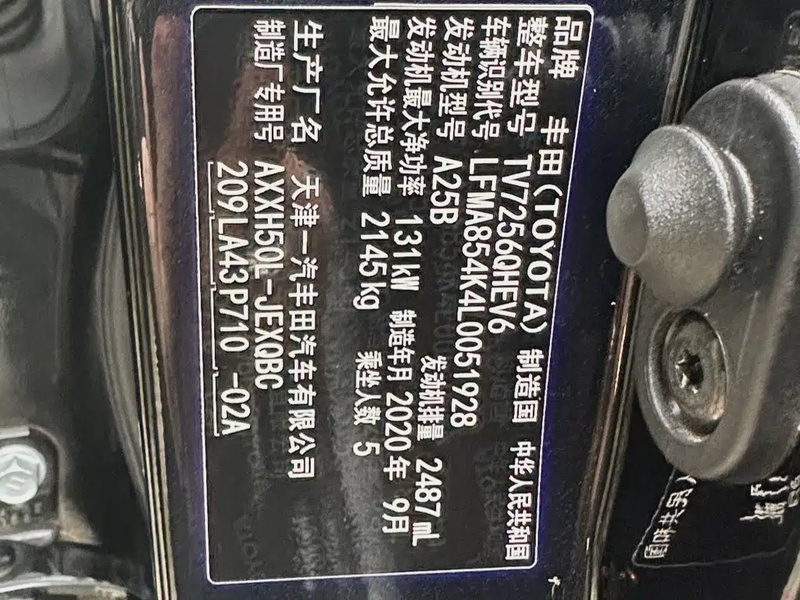 品牌 丰田(TOYOTA) 制造国 中华人民共和国
整车型号 TV7256QHEV6
车辆识别代号 LFMA854K4L0051928
发动机型号 A25B 发动机排量 2487mL
发动机最大净功率 131kW 制造年月 2020年 9月
最大允许总质量 2145kg 乘坐人数 5
生产厂名 天津一汽丰田汽车有限公司
制造厂专用号 AXXH50L-JEXQBC
209LA43P710 -02A